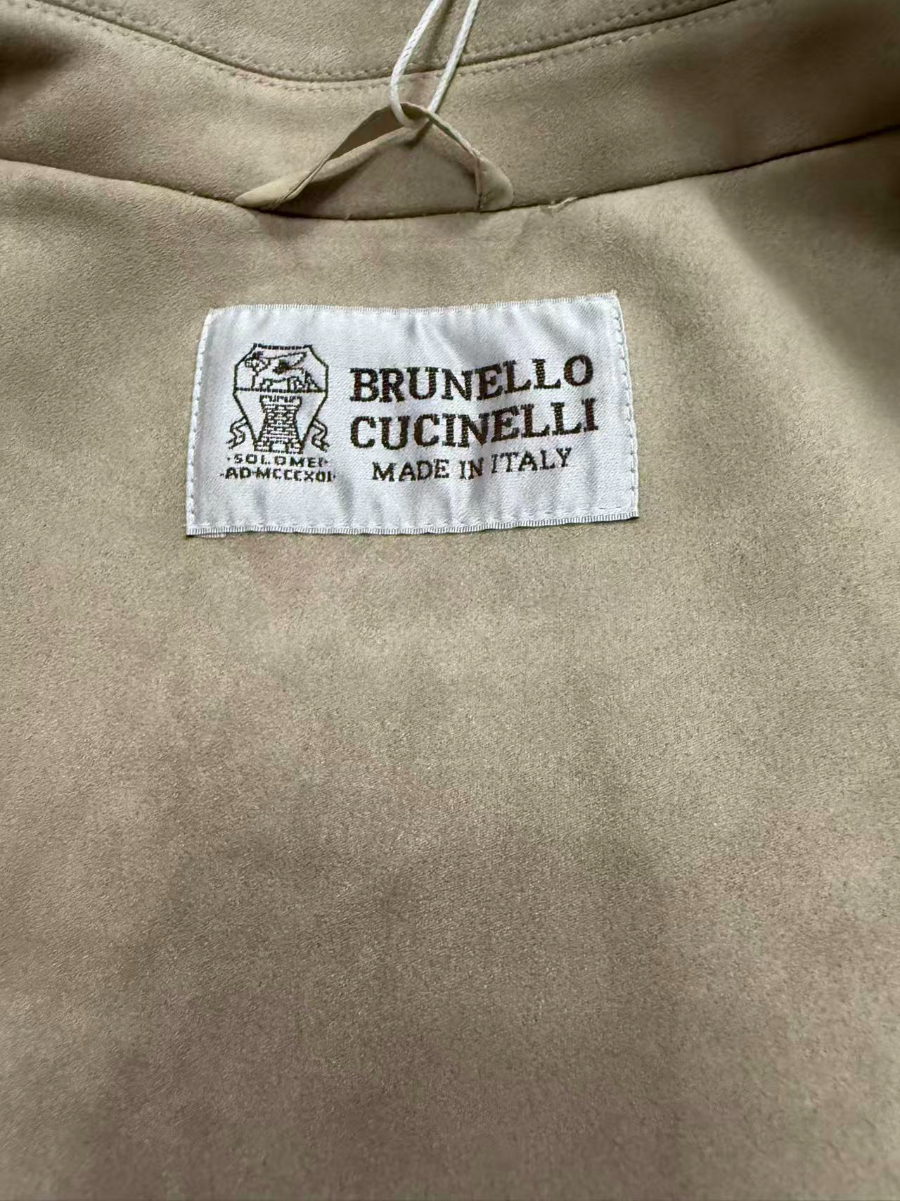 BRUNELLO
CUCINELLI
MADE IN ITALY
·SOLOMEI·
·AD·MCCCXCI·